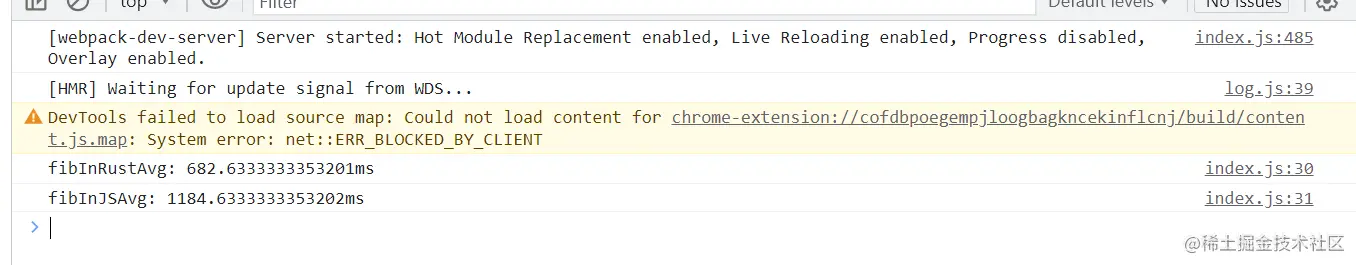 top
Filter
Default levels
No Issues
[webpack-dev-server] Server started: Hot Module Replacement enabled, Live Reloading enabled, Progress disabled, index.js:485
Overlay enabled.
[HMR] Waiting for update signal from WDS... log.js:39
DevTools failed to load source map: Could not load content for chrome-extension://cofdbpoegempjloogbagkncekinflcnj/build/conten
t.js.map: System error: net::ERR_BLOCKED_BY_CLIENT
fibInRustAvg: 682.6333333353201ms index.js:30
fibInJSAvg: 1184.6333333353202ms index.js:31
@稀土掘金技术社区